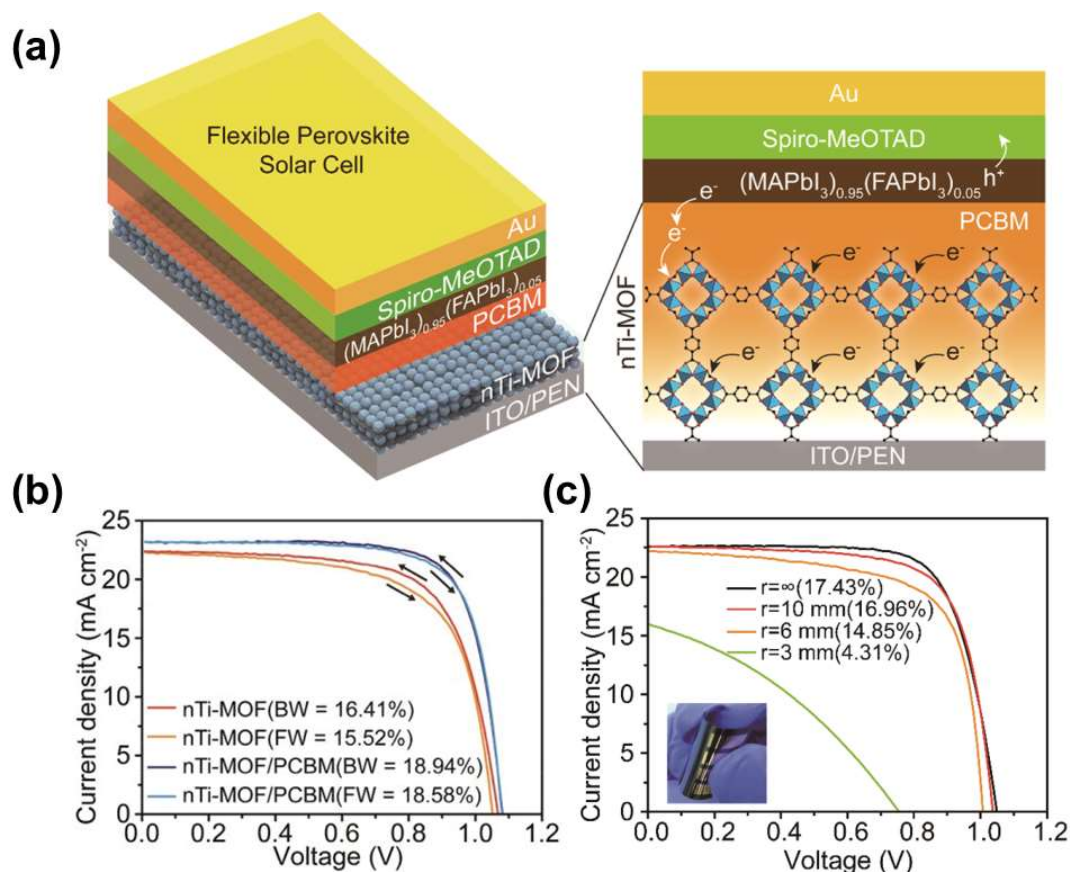 (a)
Flexible Perovskite
Solar Cell
Au
Spiro-MeOTAD
(MAPbI₃)₀.₉₅(FAPbI₃)₀.₀₅
PCBM
nTi-MOF
ITO/PEN
Au
Spiro-MeOTAD
(MAPbI₃)₀.₉₅(FAPbI₃)₀.₀₅ h⁺
e⁻
PCBM
e⁻
e⁻
e⁻ e⁻
nTi-MOF
e⁻ e⁻ e⁻
ITO/PEN
(b)
Current density (mA cm⁻²)
25
20
15
10
5
0
nTi-MOF(BW = 16.41%)
nTi-MOF(FW = 15.52%)
nTi-MOF/PCBM(BW = 18.94%)
nTi-MOF/PCBM(FW = 18.58%)
0.0 0.2 0.4 0.6 0.8 1.0 1.2
Voltage (V)
(c)
Current density (mA cm⁻²)
25
20
15
10
5
0
r=∞(17.43%)
r=10 mm(16.96%)
r=6 mm(14.85%)
r=3 mm(4.31%)
0.0 0.2 0.4 0.6 0.8 1.0 1.2
Voltage (V)